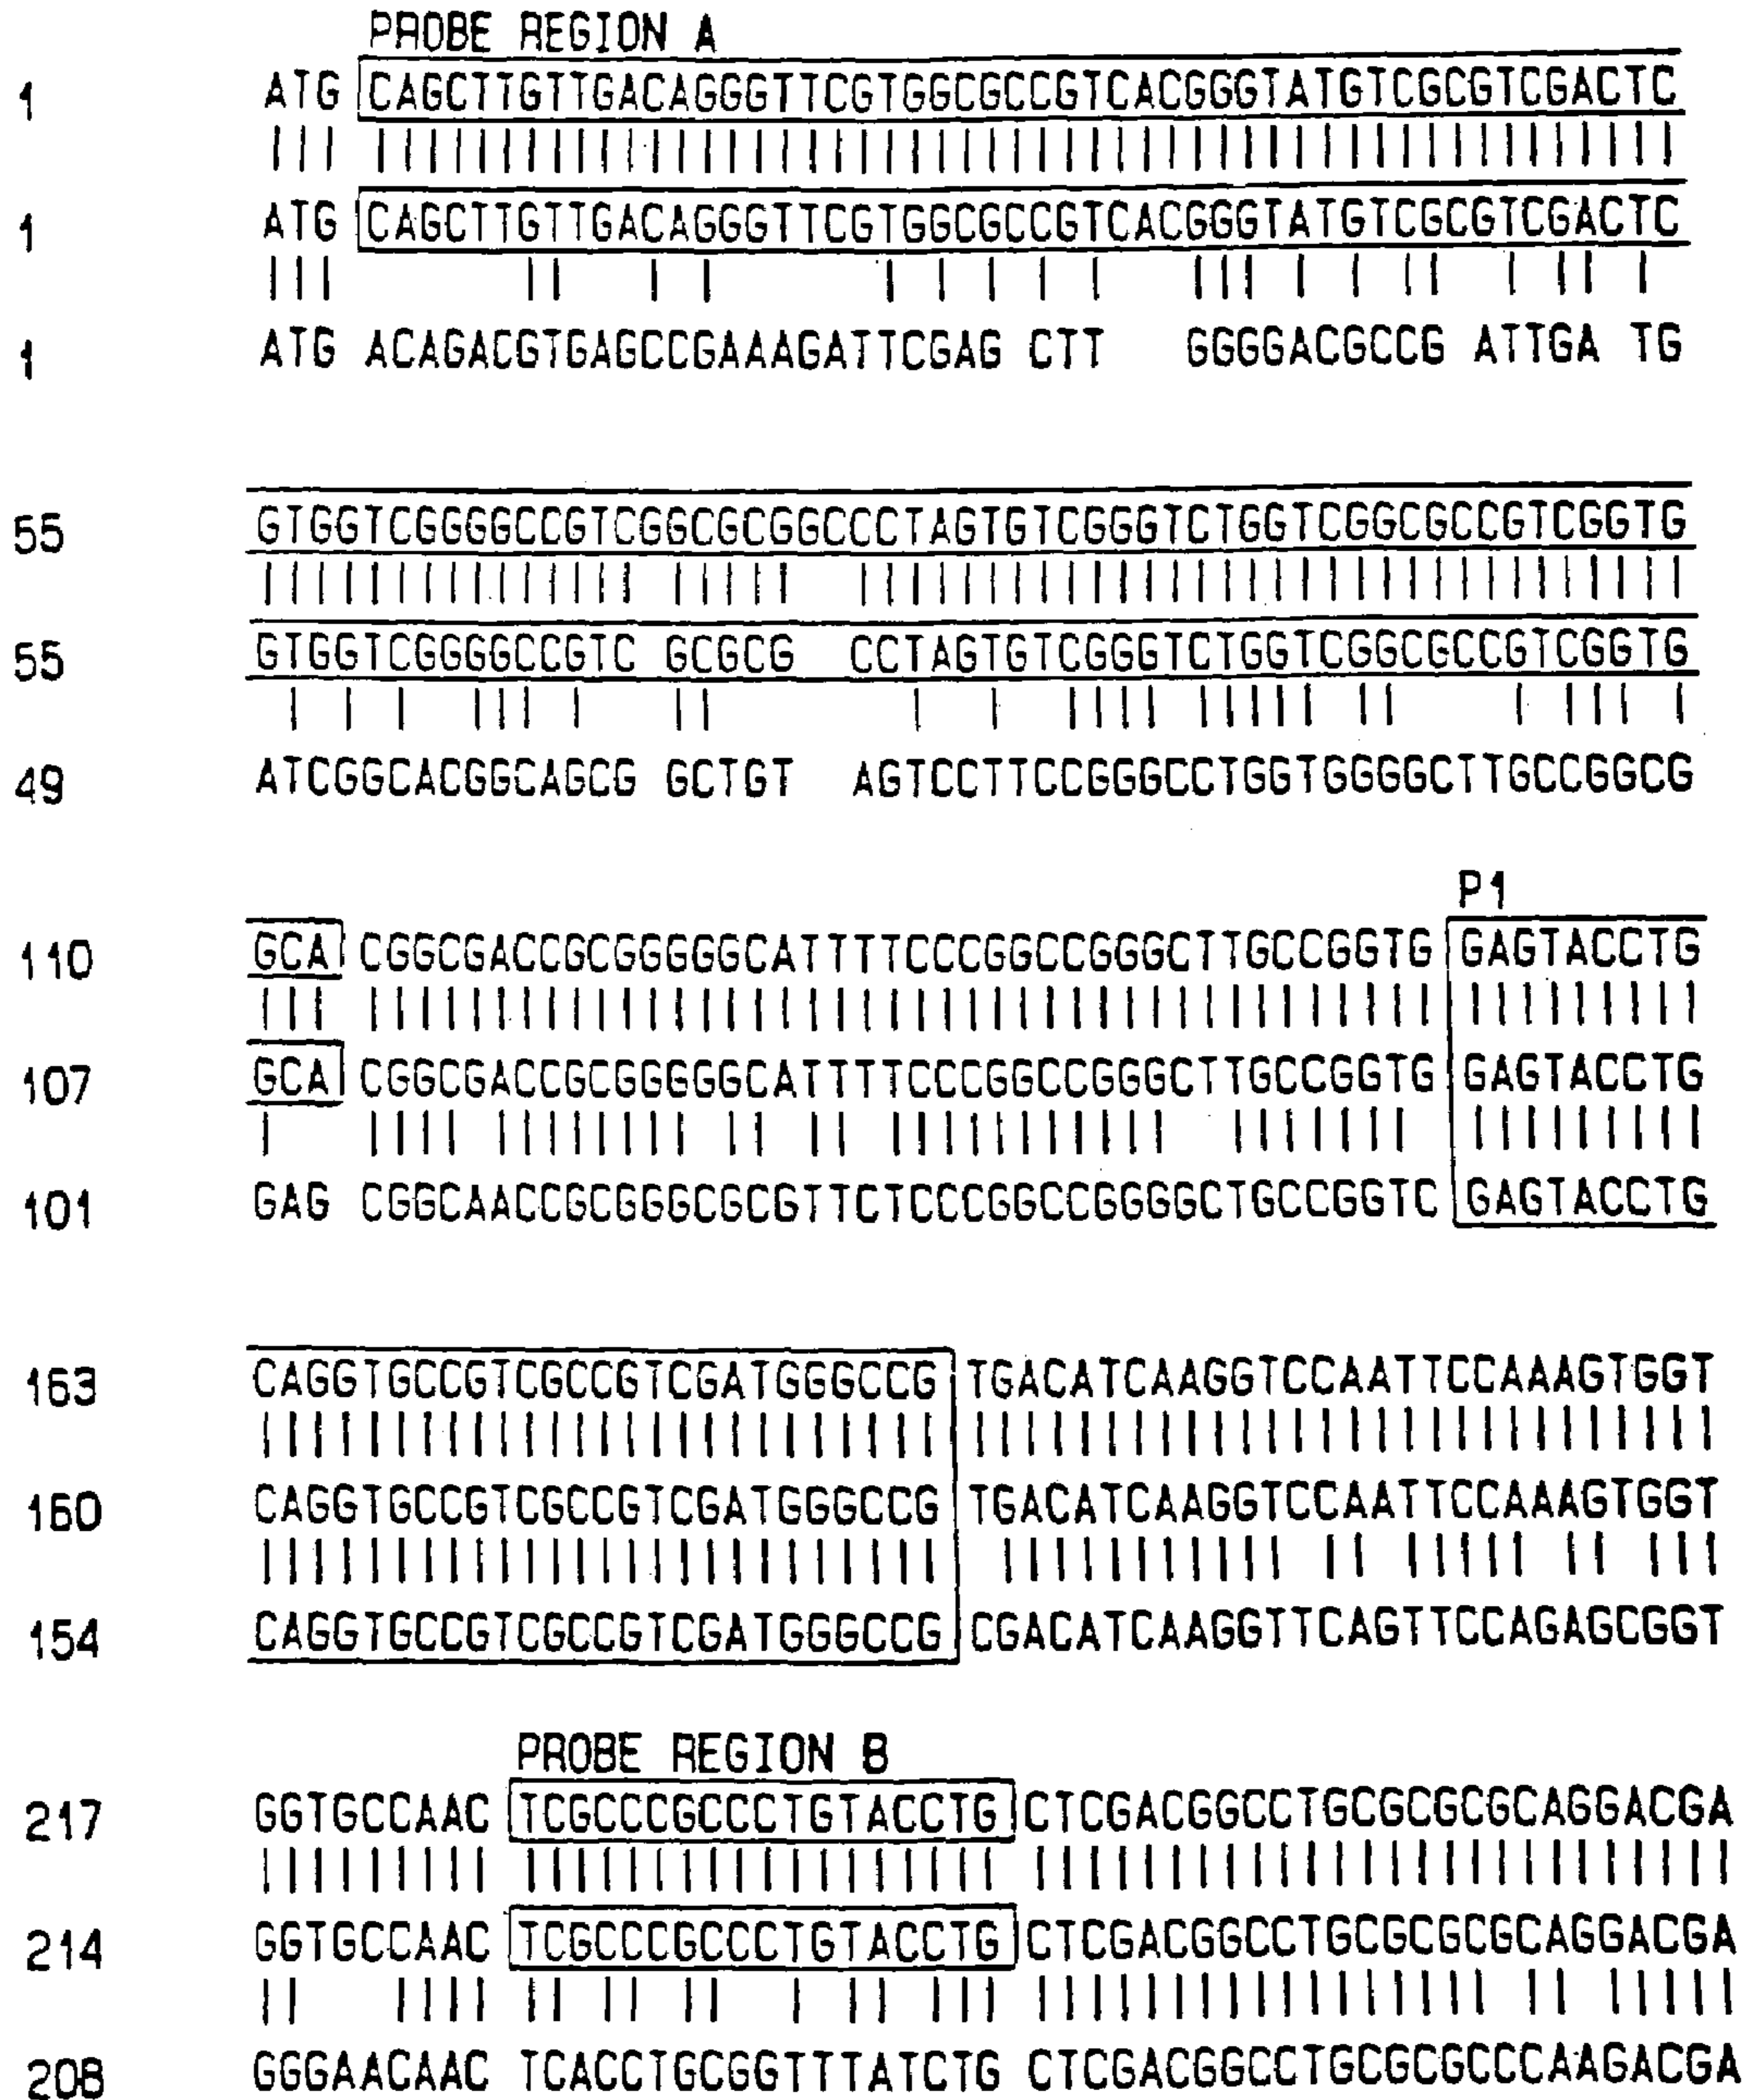 PROBE REGION A
1 ATG CAGCTTGTTGACAGGGTTCGTGGCGCCGTCACGGGTATGTCGCGTCGACTC
1 ATG CAGCTTGTTGACAGGGTTCGTGGCGCCGTCACGGGTATGTCGCGTCGACTC
1 ATG ACAGACGTGAGCCGAAAGATTCGAG CTT GGGGACGCCG ATTGA TG
55 GTGGTCGGGGCCGTCGGCGCGGCCCTAGTGTCGGGTCTGGTCGGCGCCGTCGGTG
55 GTGGTCGGGGCCGTC GCGCG CCTAGTGTCGGGTCTGGTCGGCGCCGTCGGTG
49 ATCGGCACGGCAGCG GCTGT AGTCCTTCCGGGCCTGGTGGGGCTTGCCGGCG
P1
110 GCA CGGCGACCGCGGGGGCATTTTCCCGGCCGGGCTTGCCGGTG GAGTACCTG
107 GCA CGGCGACCGCGGGGGCATTTTCCCGGCCGGGCTTGCCGGTG GAGTACCTG
101 GAG CGGCAACCGCGGGCGCGTTCTCCCGGCCGGGGCTGCCGGTC GAGTACCTG
163 CAGGTGCCGTCGCCGTCGATGGGCCG TGACATCAAGGTCCAATTCCAAAGTGGT
160 CAGGTGCCGTCGCCGTCGATGGGCCG TGACATCAAGGTCCAATTCCAAAGTGGT
154 CAGGTGCCGTCGCCGTCGATGGGCCG CGACATCAAGGTTCAGTTCCAGAGCGGT
PROBE REGION B
217 GGTGCCAAC TCGCCCGCCCTGTACCTG CTCGACGGCCTGCGCGCGCAGGACGA
214 GGTGCCAAC TCGCCCGCCCTGTACCTG CTCGACGGCCTGCGCGCGCAGGACGA
208 GGGAACAAC TCACCTGCGGTTTATCTG CTCGACGGCCTGCGCGCCCAAGACGA